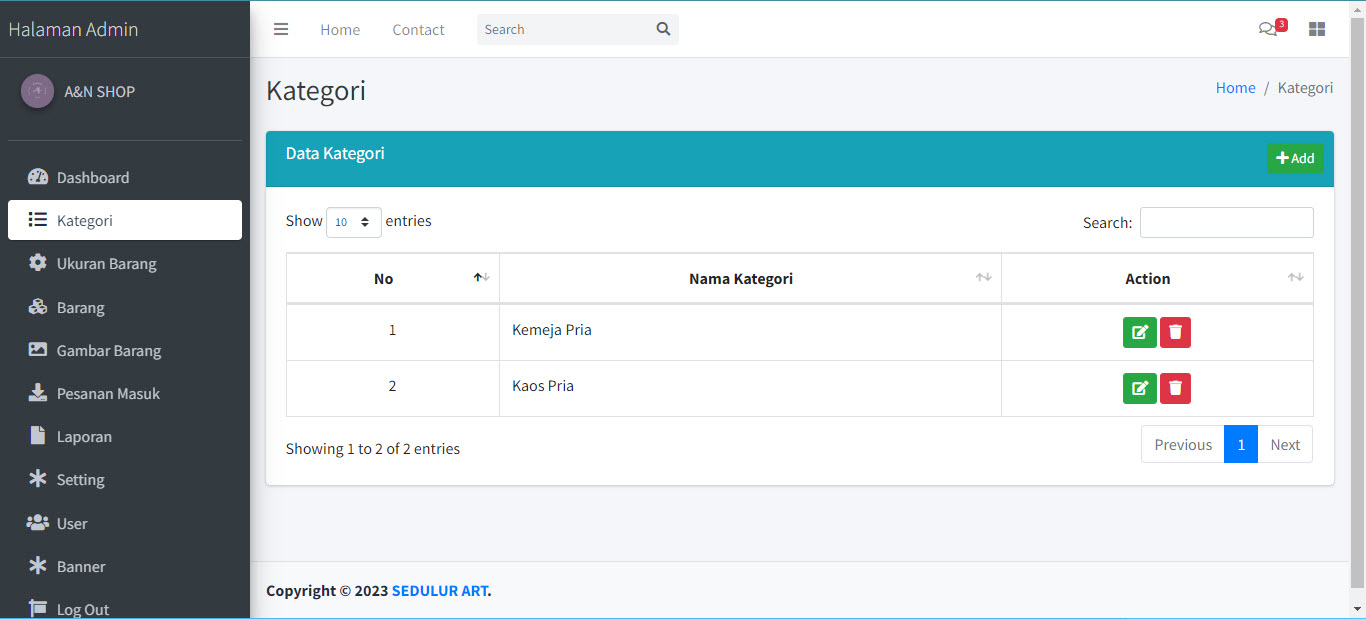 Halaman Admin
Home Contact Search 3
A&N SHOP
Kategori
Home / Kategori
Dashboard
Kategori
Ukuran Barang
Barang
Gambar Barang
Pesanan Masuk
Laporan
Setting
User
Banner
Log Out
Data Kategori
Add
Show 10 entries
Search:
No Nama Kategori Action
1 Kemeja Pria
2 Kaos Pria
Showing 1 to 2 of 2 entries
Previous 1 Next
Copyright © 2023 SEDULUR ART.